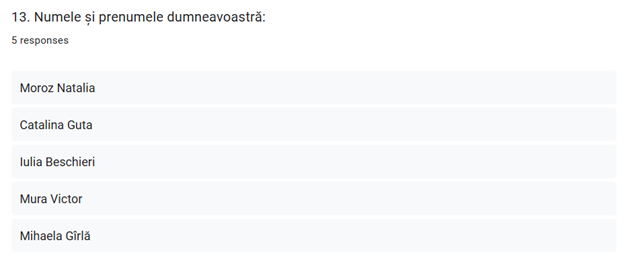 13. Numele și prenumele dumneavoastră:
5 responses
Moroz Natalia
Catalina Guta
Iulia Beschieri
Mura Victor
Mihaela Gîrlă